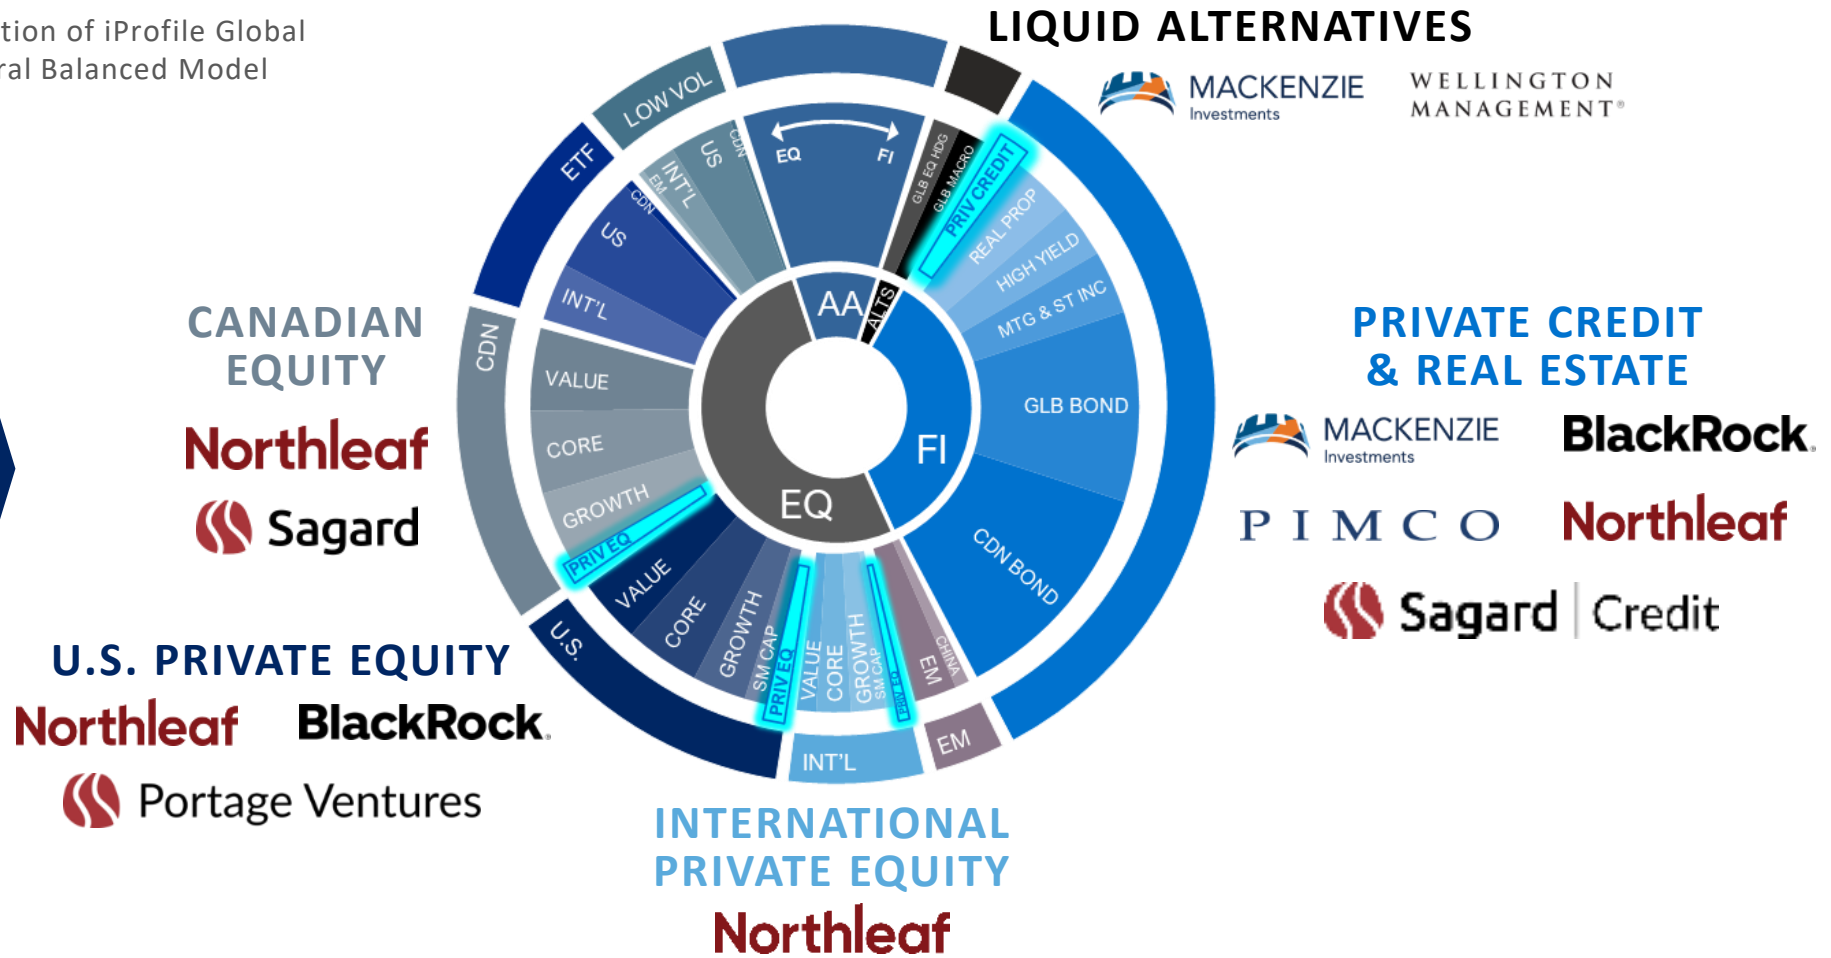 tion of iProfile Global
ral Balanced Model
LIQUID ALTERNATIVES
MACKENZIE
Investments
WELLINGTON
MANAGEMENT®
CANADIAN
EQUITY
Northleaf
Sagard
U.S. PRIVATE EQUITY
Northleaf
BlackRock.
Portage Ventures
INTERNATIONAL
PRIVATE EQUITY
Northleaf
PRIVATE CREDIT
& REAL ESTATE
MACKENZIE
Investments
BlackRock.
PIMCO
Northleaf
Sagard | Credit
LOW VOL
ETF
CDN
U.S.
INT'L
EM
EQ
FI
GLB EQ HDG
GLB MACRO
PRIV CREDIT
REAL PROP
HIGH YIELD
MTG & ST INC
GLB BOND
CDN BOND
CHINA
EM
PRIV EQ
SM CAP
GROWTH
CORE
VALUE
PRIV EQ
SM CAP
GROWTH
CORE
VALUE
PRIV EQ
GROWTH
CORE
VALUE
INT'L
US
CDN
EM
INT'L
US
CDN
AA
ALTS
FI
EQ